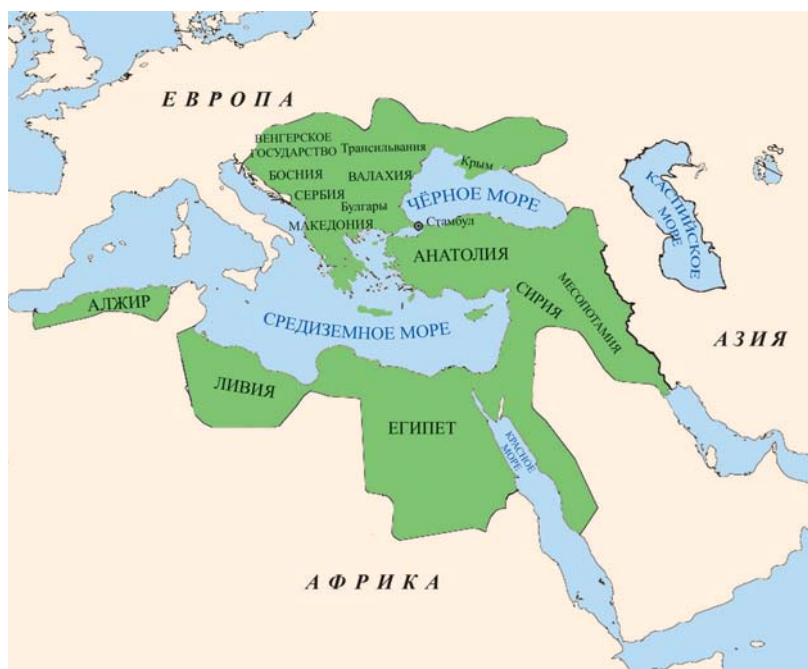 ЕВРОПА
ВЕНГЕРСКОЕ
ГОСУДАРСТВО
Трансильвания
Крым
БОСНИЯ
ВАЛАХИЯ
СЕРБИЯ
Булгары
ЧЁРНОЕ МОРЕ
КАСПИЙСКОЕ
МОРЕ
МАКЕДОНИЯ
Стамбул
АНАТОЛИЯ
СИРИЯ
МЕСОПОТАМИЯ
АЛЖИР
СРЕДИЗЕМНОЕ МОРЕ
АЗИЯ
ЛИВИЯ
ЕГИПЕТ
КРАСНОЕ
МОРЕ
АФРИКА